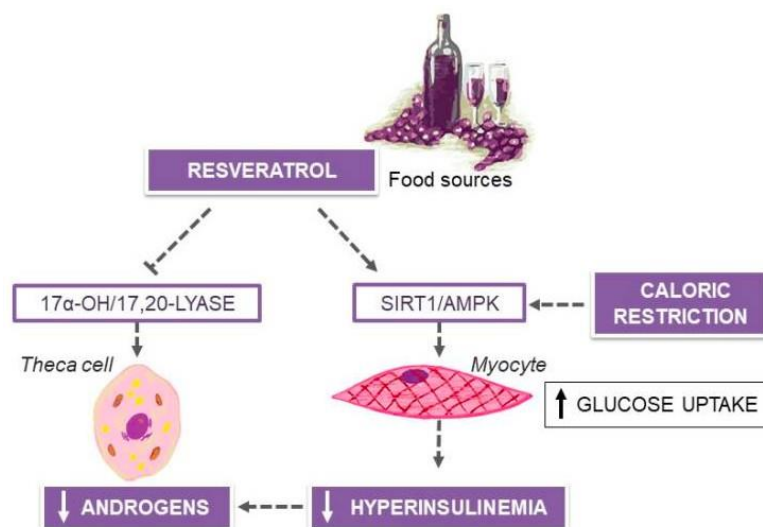 RESVERATROL
Food sources
17α-OH/17,20-LYASE
SIRT1/AMPK
CALORIC
RESTRICTION
Theca cell
Myocyte
↑ GLUCOSE UPTAKE
↓ ANDROGENS
↓ HYPERINSULINEMIA